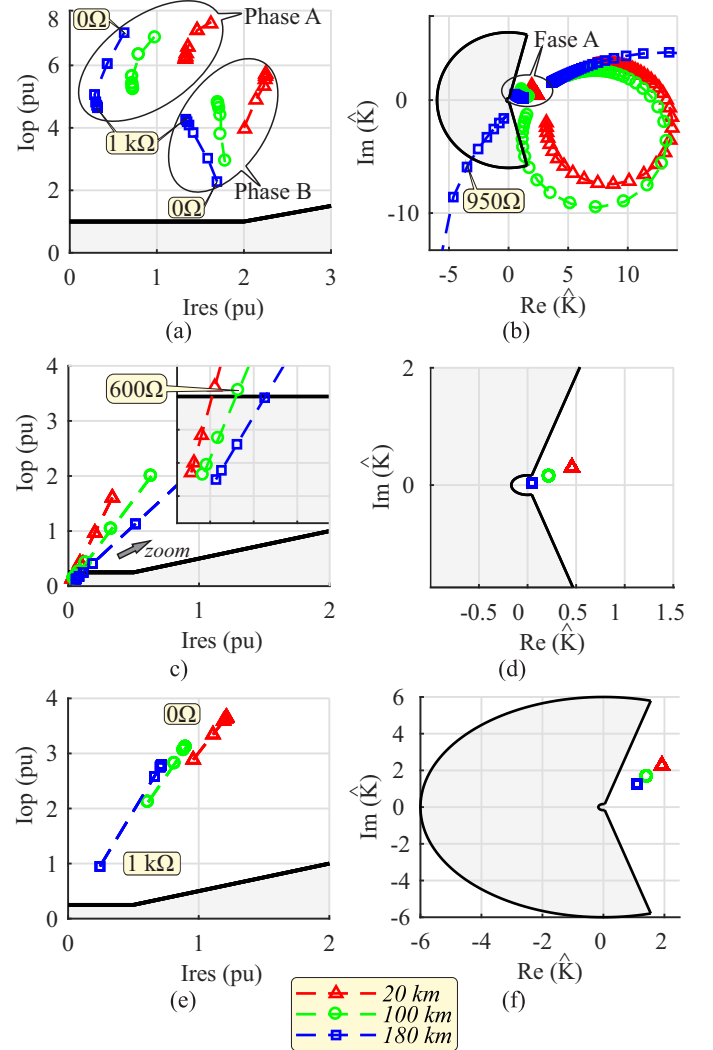 8
7
6
4
2
0
Iop (pu)
0Ω
Phase A
1 kΩ
Phase B
0Ω
0
1
2
3
Ires (pu)
(a)
Im (K̂)
0
-10
Fase A
950Ω
-5
0
5
10
Re (K̂)
(b)
4
3
2
1
0
Iop (pu)
600Ω
zoom
0
1
2
Ires (pu)
c)
2
0
Im (K̂)
-0.5
0
0.5
1
1.5
Re (K̂)
(d)
4
3
2
1
0
Iop (pu)
0Ω
1 kΩ
0
1
2
Ires (pu)
(e)
6
4
2
0
-2
-4
-6
Im (K̂)
-6
-4
-2
0
2
Re (K̂)
(f)
20 km
100 km
180 km